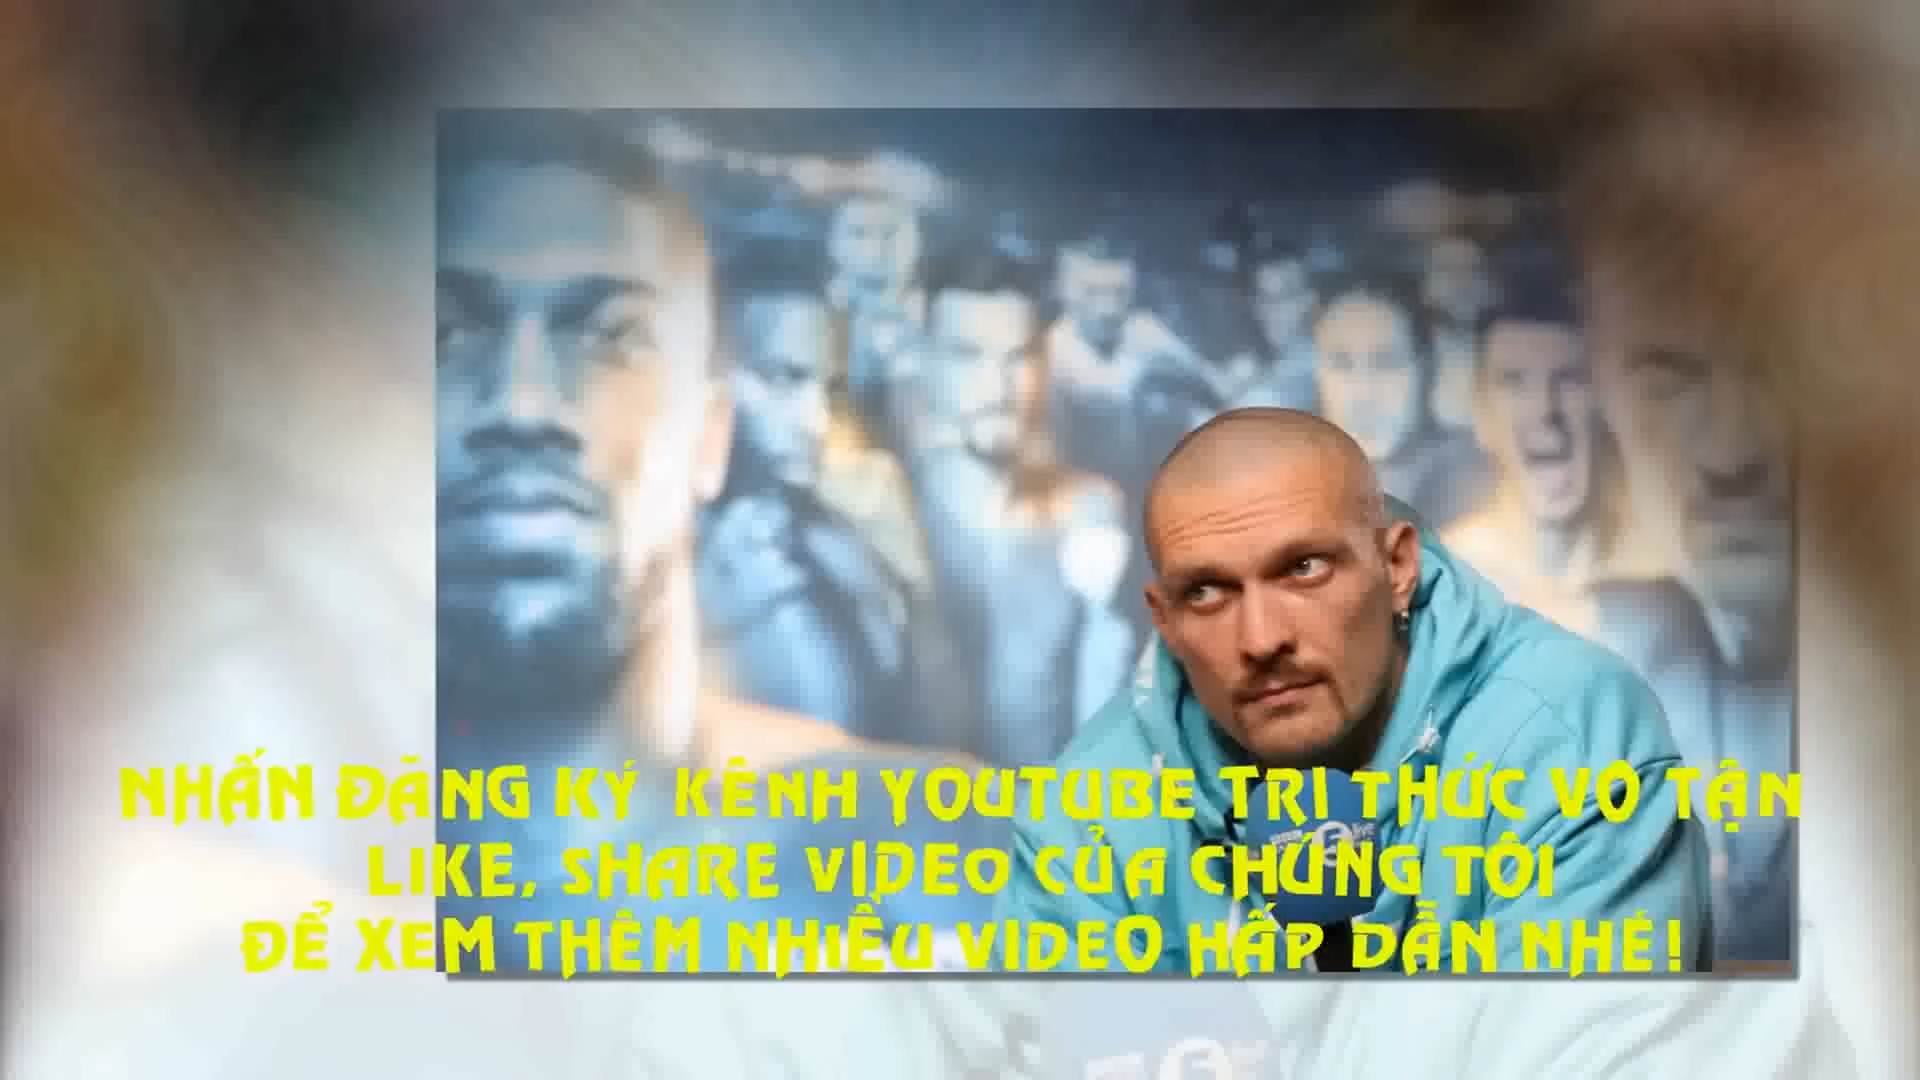 NHẤN ĐĂNG KÝ KÊNH YOUTUBE TRI THỨC VÔ TẬN
LIKE, SHARE VIDEO CỦA CHÚNG TÔI
ĐỂ XEM THÊM NHIỀU VIDEO HẤP DẪN NHÉ!